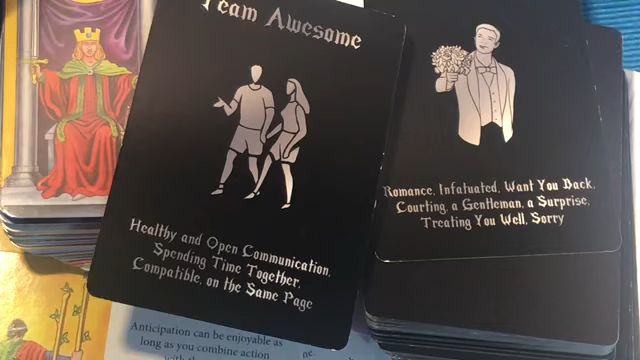 Team Awesome
Healthy and Open Communication,
Spending Time Together,
Compatible, on the Same Page
Romance, Infatuated, Want You Back,
Courting, a Gentleman, a Surprise,
Treating You Well, Sorry
Anticipation can be enjoyable as
long as you combine action